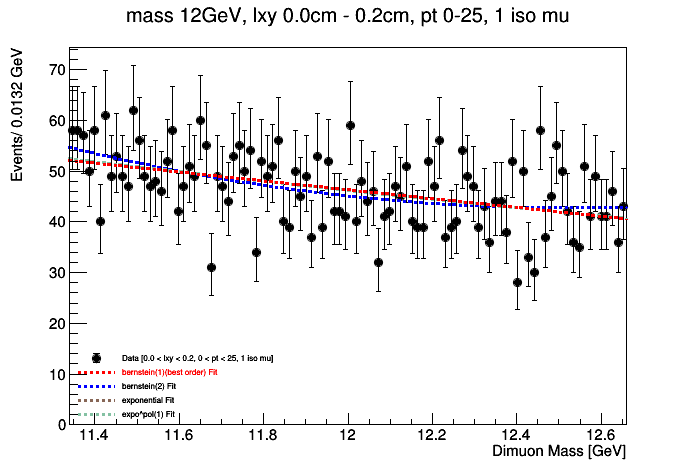 mass 12GeV, lxy 0.0cm - 0.2cm, pt 0-25, 1 iso mu
Events/ 0.0132 GeV
70
60
50
40
30
20
10
0
Data [0.0 < lxy < 0.2, 0 < pt < 25, 1 iso mu]
bernstein(1)(best order) Fit
bernstein(2) Fit
exponential Fit
expo*pol(1) Fit
11.4 11.6 11.8 12 12.2 12.4 12.6
Dimuon Mass [GeV]